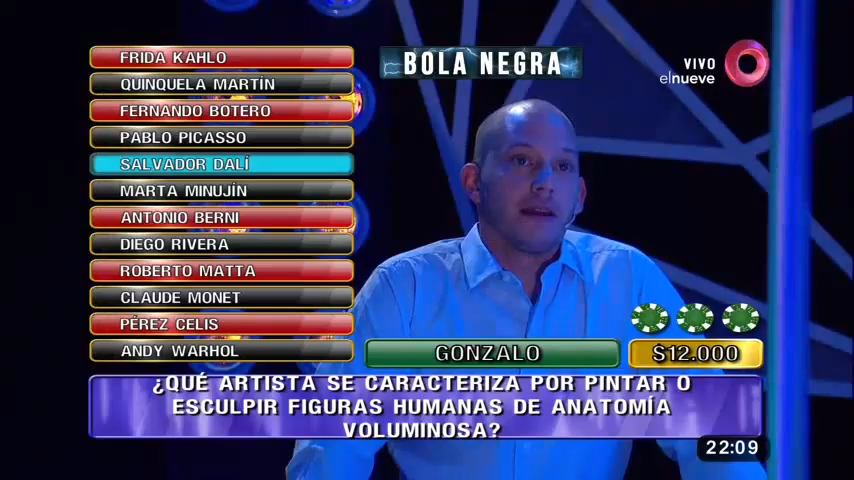 FRIDA KAHLO
QUINQUELA MARTÍN
FERNANDO BOTERO
PABLO PICASSO
SALVADOR DALÍ
MARTA MINUJÍN
ANTONIO BERNI
DIEGO RIVERA
ROBERTO MATTA
CLAUDE MONET
PÉREZ CELIS
ANDY WARHOL
BOLA NEGRA
VIVO
elnueve
GONZALO
$12.000
¿QUÉ ARTISTA SE CARACTERIZA POR PINTAR O
ESCULPIR FIGURAS HUMANAS DE ANATOMÍA
VOLUMINOSA?
22:09